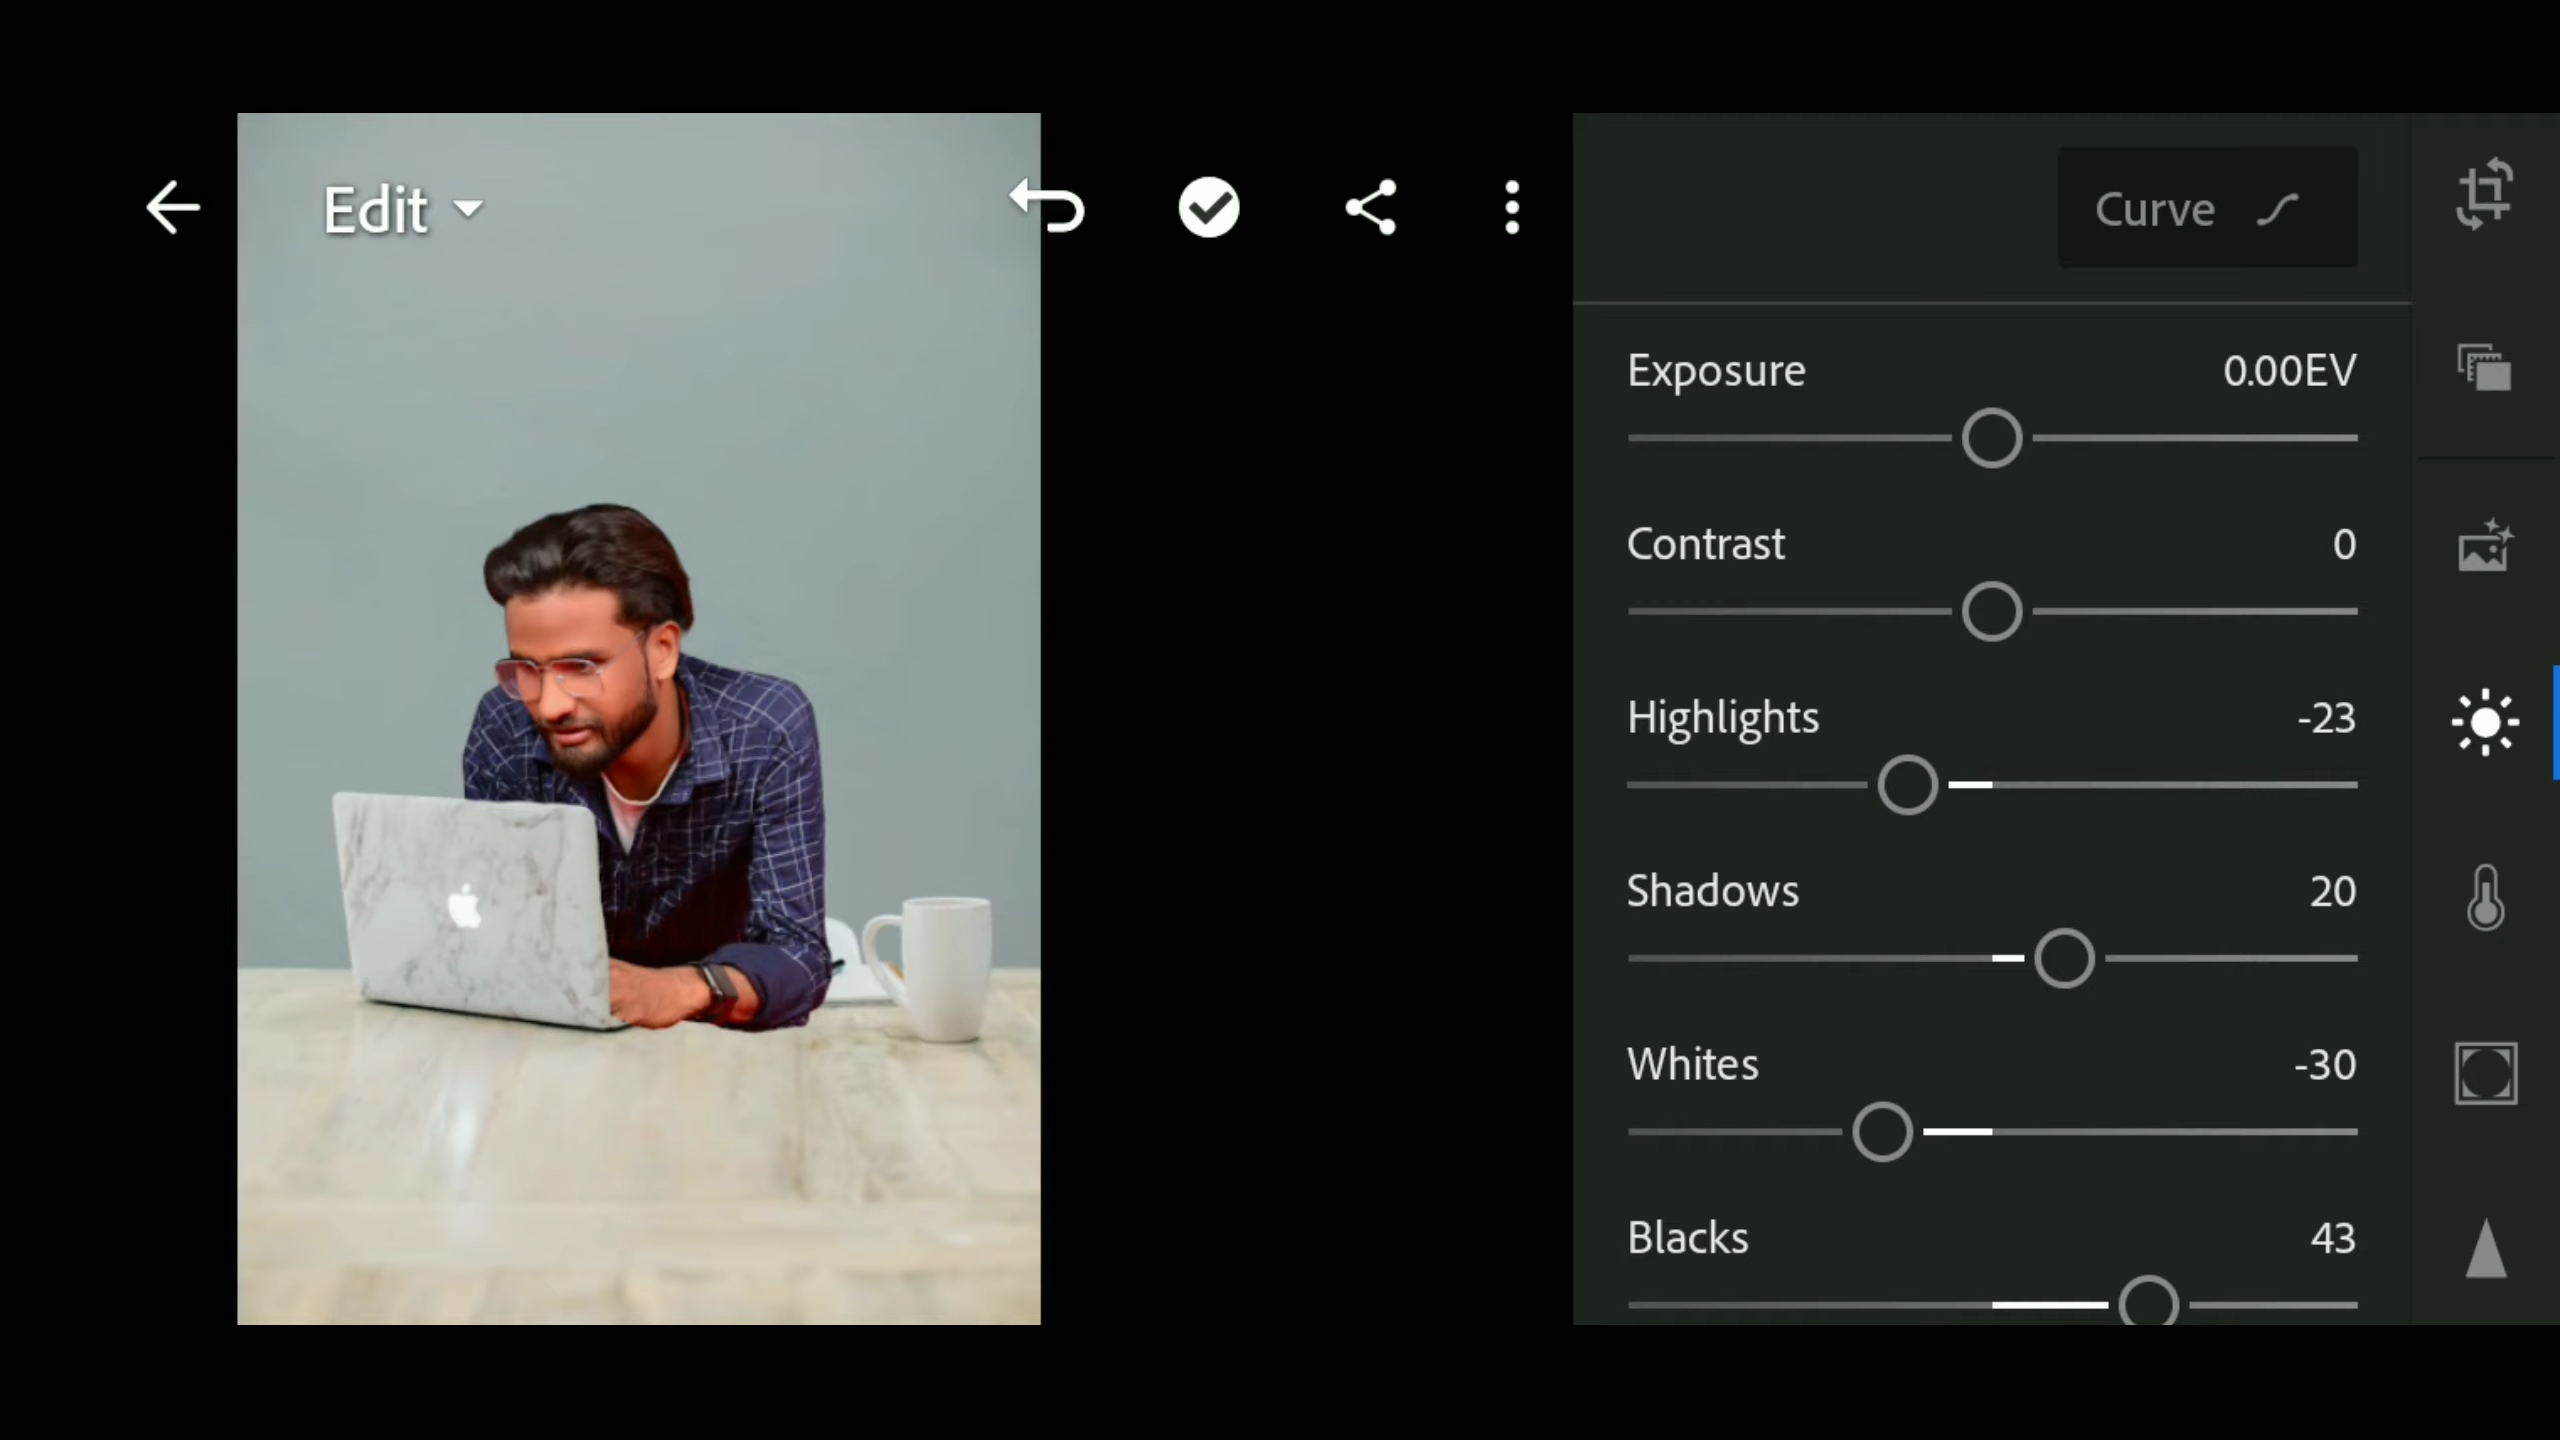 Edit
Curve
Exposure 0.00EV
Contrast 0
Highlights -23
Shadows 20
Whites -30
Blacks 43